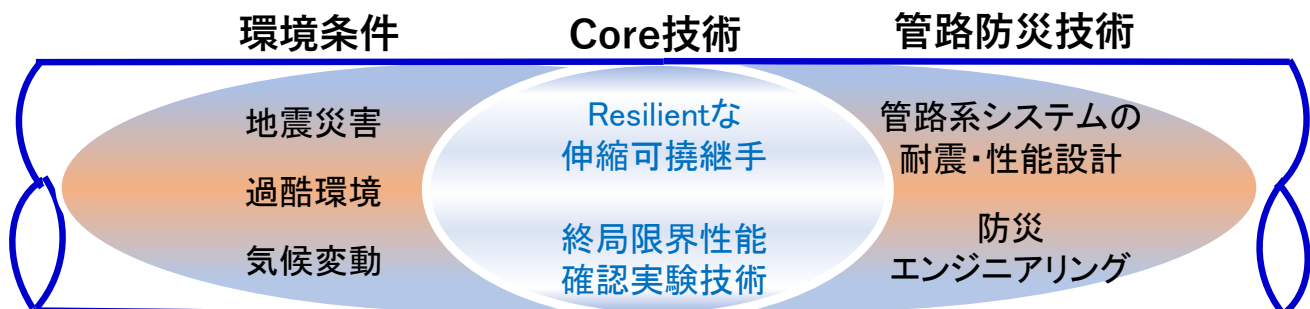 環境条件
Core技術
管路防災技術
地震災害
過酷環境
気候変動
Resilientな
伸縮可撓継手
終局限界性能
確認実験技術
管路系システムの
耐震・性能設計
防災
エンジニアリング